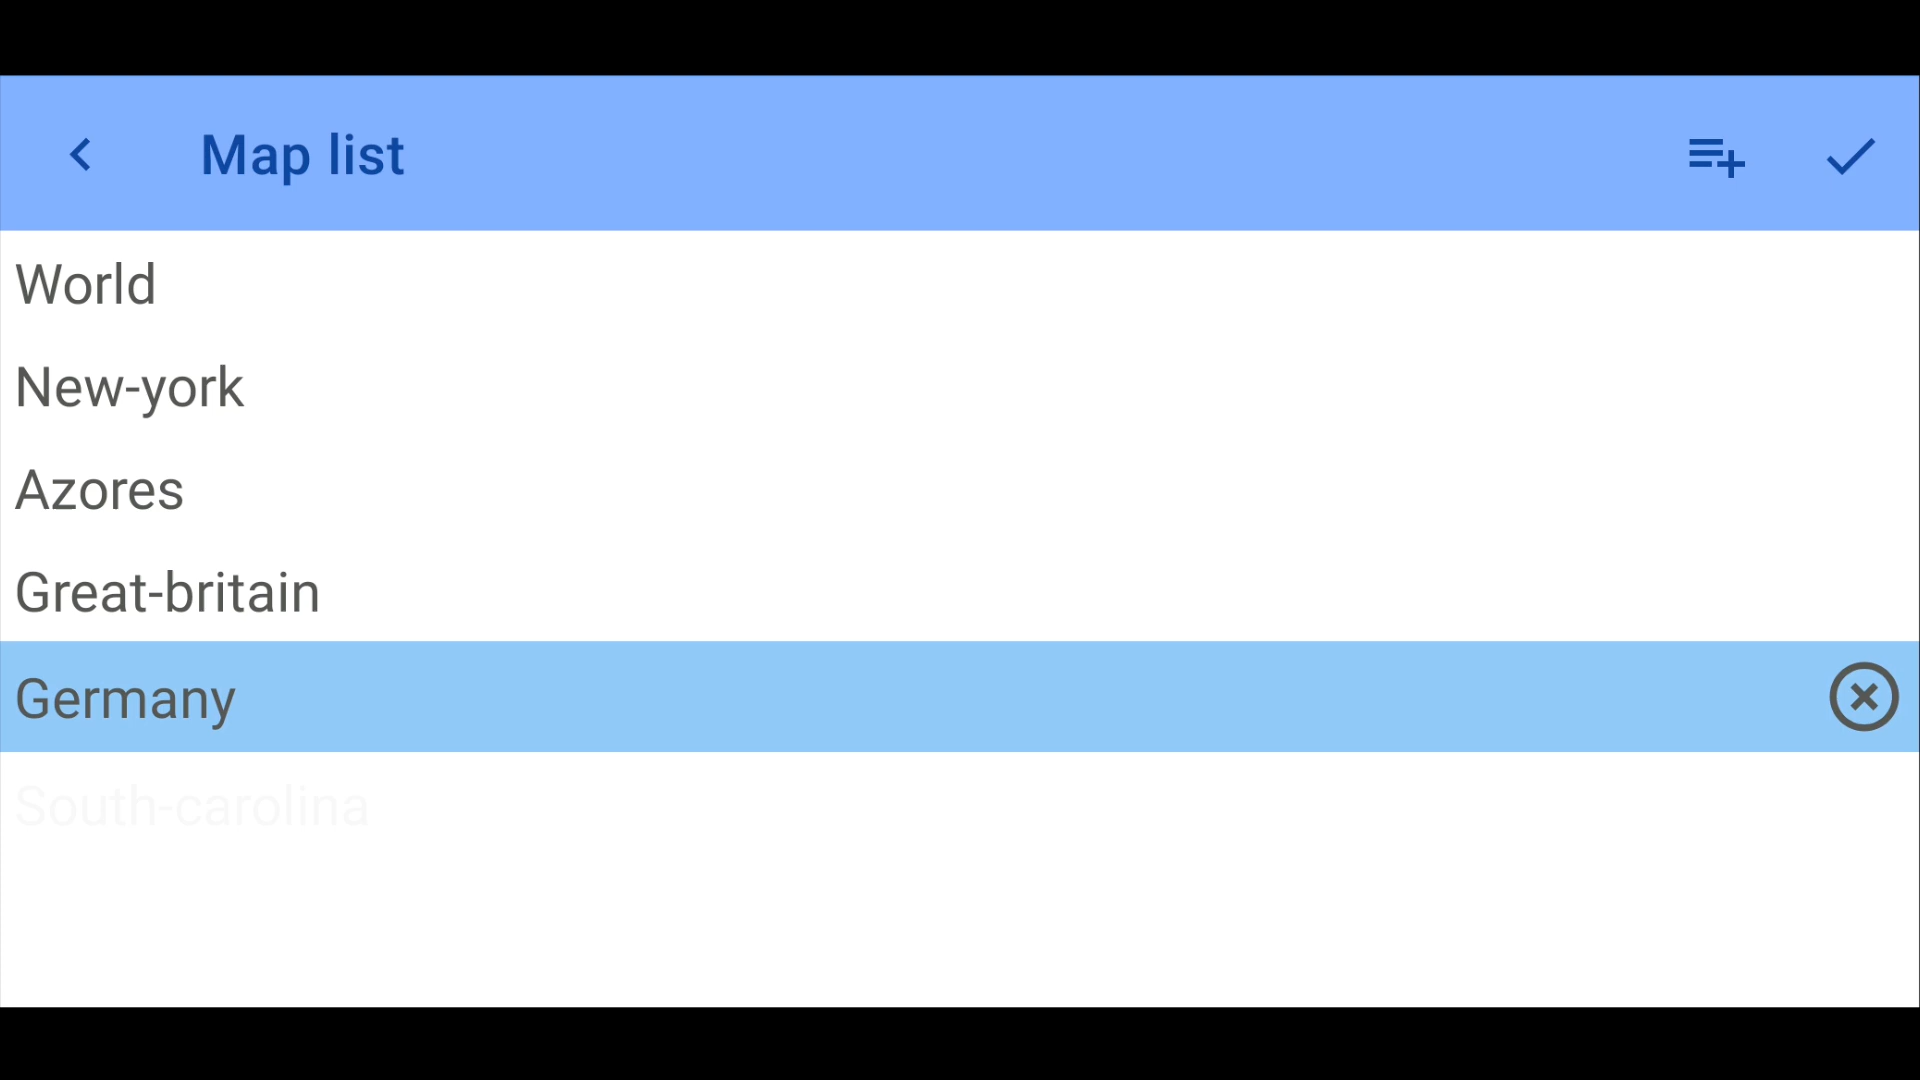 Map list
World
New-york
Azores
Great-britain
Germany
South-carolina